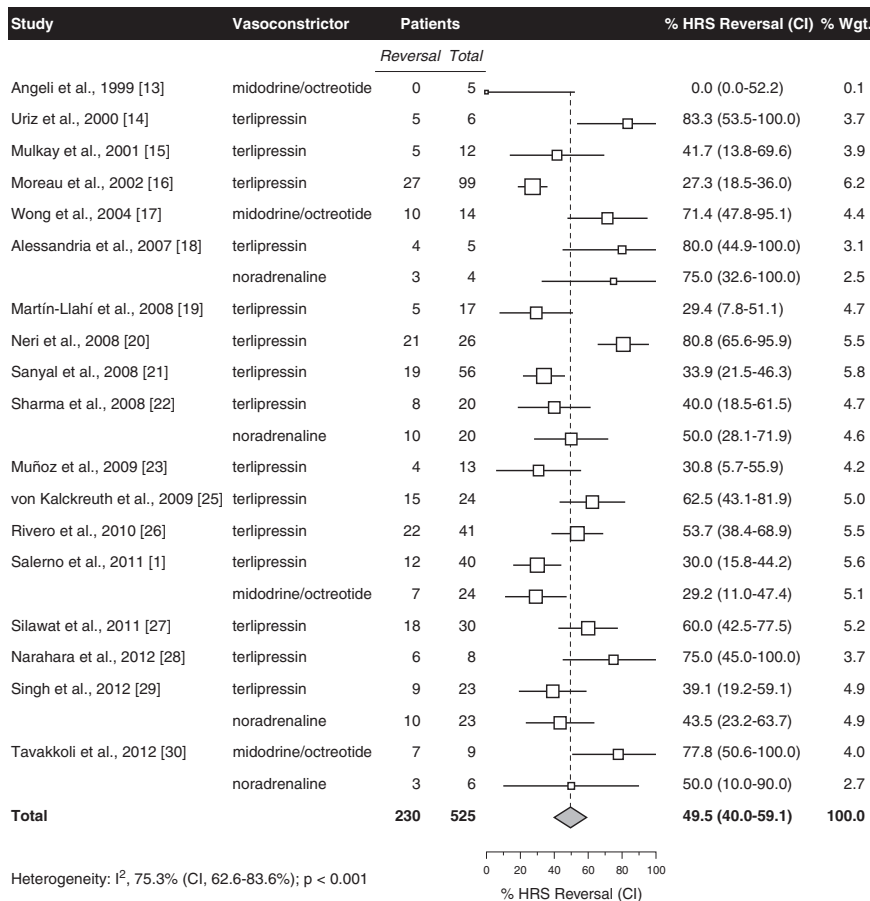 Study Vasoconstrictor Patients % HRS Reversal (CI) % Wgt.
Reversal Total
Angeli et al., 1999 [13] midodrine/octreotide 0 5 0.0 (0.0-52.2) 0.1
Uriz et al., 2000 [14] terlipressin 5 6 83.3 (53.5-100.0) 3.7
Mulkay et al., 2001 [15] terlipressin 5 12 41.7 (13.8-69.6) 3.9
Moreau et al., 2002 [16] terlipressin 27 99 27.3 (18.5-36.0) 6.2
Wong et al., 2004 [17] midodrine/octreotide 10 14 71.4 (47.8-95.1) 4.4
Alessandria et al., 2007 [18] terlipressin 4 5 80.0 (44.9-100.0) 3.1
noradrenaline 3 4 75.0 (32.6-100.0) 2.5
Martín-Llahí et al., 2008 [19] terlipressin 5 17 29.4 (7.8-51.1) 4.7
Neri et al., 2008 [20] terlipressin 21 26 80.8 (65.6-95.9) 5.5
Sanyal et al., 2008 [21] terlipressin 19 56 33.9 (21.5-46.3) 5.8
Sharma et al., 2008 [22] terlipressin 8 20 40.0 (18.5-61.5) 4.7
noradrenaline 10 20 50.0 (28.1-71.9) 4.6
Muñoz et al., 2009 [23] terlipressin 4 13 30.8 (5.7-55.9) 4.2
von Kalckreuth et al., 2009 [25] terlipressin 15 24 62.5 (43.1-81.9) 5.0
Rivero et al., 2010 [26] terlipressin 22 41 53.7 (38.4-68.9) 5.5
Salerno et al., 2011 [1] terlipressin 12 40 30.0 (15.8-44.2) 5.6
midodrine/octreotide 7 24 29.2 (11.0-47.4) 5.1
Silawat et al., 2011 [27] terlipressin 18 30 60.0 (42.5-77.5) 5.2
Narahara et al., 2012 [28] terlipressin 6 8 75.0 (45.0-100.0) 3.7
Singh et al., 2012 [29] terlipressin 9 23 39.1 (19.2-59.1) 4.9
noradrenaline 10 23 43.5 (23.2-63.7) 4.9
Tavakkoli et al., 2012 [30] midodrine/octreotide 7 9 77.8 (50.6-100.0) 4.0
noradrenaline 3 6 50.0 (10.0-90.0) 2.7
Total 230 525 49.5 (40.0-59.1) 100.0
0 20 40 60 80 100
Heterogeneity: I², 75.3% (CI, 62.6-83.6%); p < 0.001
% HRS Reversal (CI)